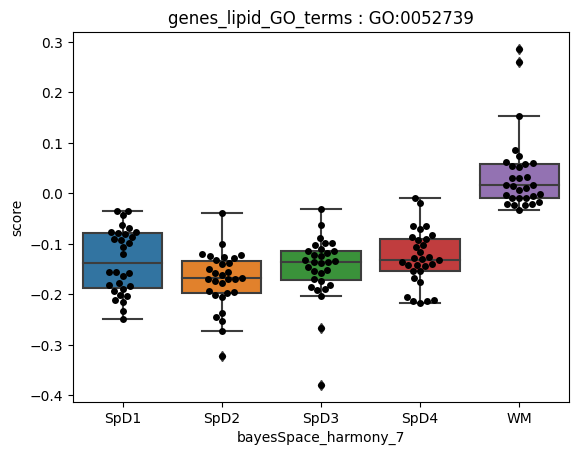 genes_lipid_GO_terms : GO:0052739
score
0.3
0.2
0.1
0.0
−0.1
−0.2
−0.3
−0.4
SpD1 SpD2 SpD3 SpD4 WM
bayesSpace_harmony_7